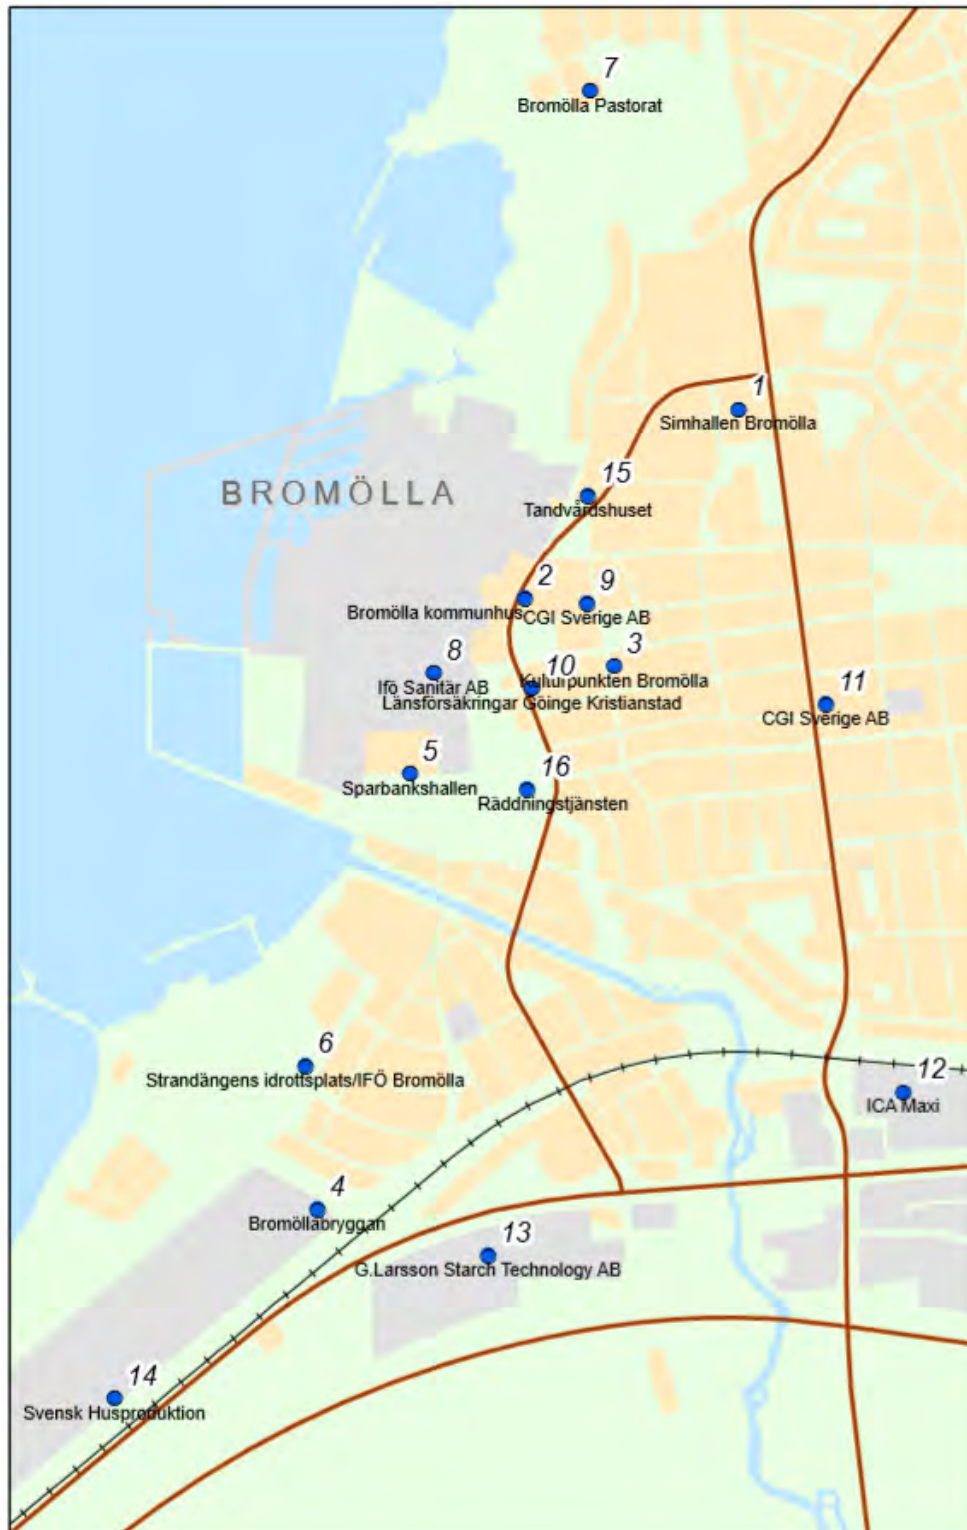 7
Bromölla Pastorat
1
Simhallen Bromölla
BROMÖLLA
15
Tandvårdshuset
2
Bromölla kommunhus
9
CGI Sverige AB
3
Kulturpunkten Bromölla
8
Ifö Sanitär AB
10
Länsförsäkringar Göinge Kristianstad
11
CGI Sverige AB
5
Sparbankshallen
16
Räddningstjänsten
6
Strandängens idrottsplats/IFÖ Bromölla
12
ICA Maxi
4
Bromöllabryggan
13
G.Larsson Starch Technology AB
14
Svensk Husproduktion